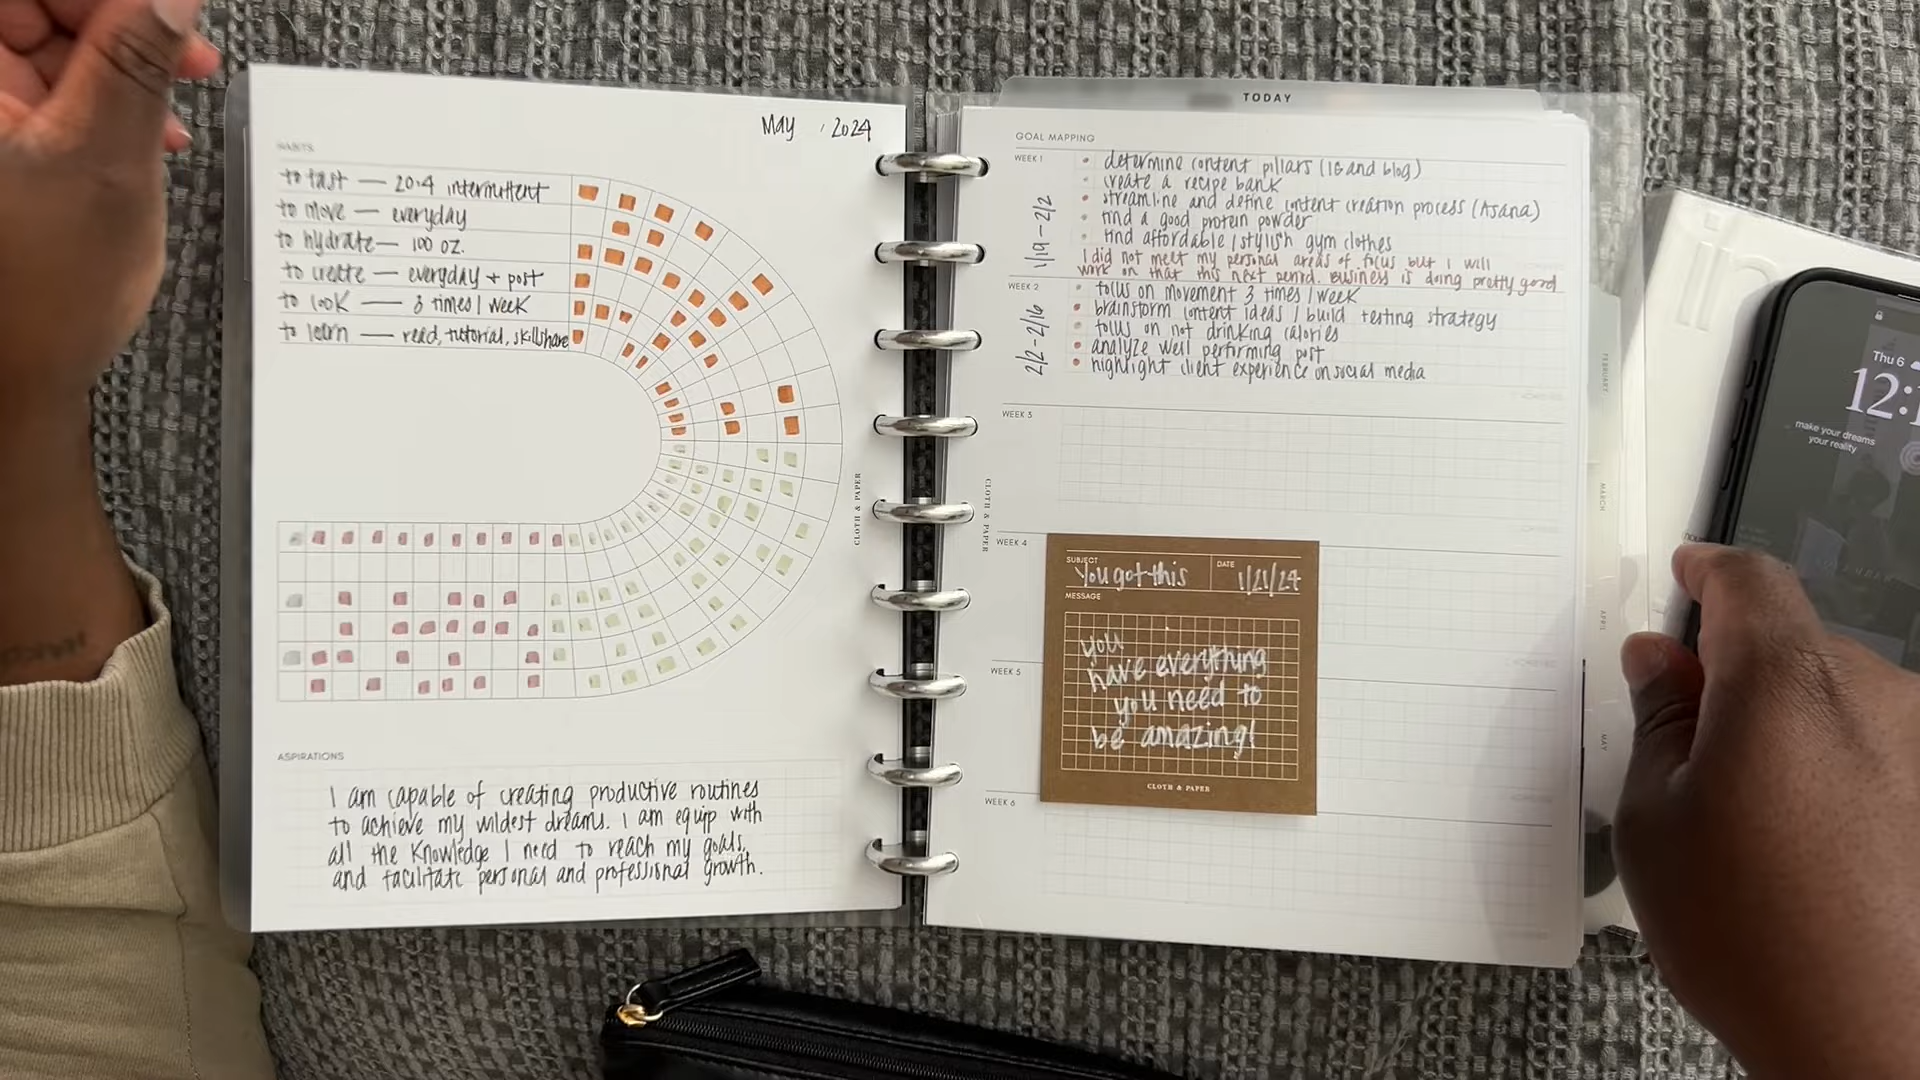 May / 2024
HABITS
to fast — 20:4 intermittent
to move — everyday
to hydrate — 100 oz.
to create — everyday + post
to look — 3 times / week
to learn — read, tutorial, skillshare
ASPIRATIONS
I am capable of creating productive routines
to achieve my wildest dreams. I am equip with
all the knowledge I need to reach my goals,
and facilitate personal and professional growth.
CLOTH & PAPER
TODAY
GOAL MAPPING
WEEK 1
1/19 - 2/2
• determine content pillars (IG and blog)
• create a recipe bank
• streamline and define content creation process (Asana)
• find a good protein powder
• find affordable / stylish gym clothes
I did not meet my personal areas of focus but I will
work on that this next period. Business is doing pretty good
WEEK 2
2/2 - 2/16
• focus on movement 3 times / week
• brainstorm content ideas / build testing strategy
• focus on not drinking calories
• analyze well performing post
• highlight client experience on social media
WEEK 3
WEEK 4
WEEK 5
WEEK 6
CLOTH & PAPER
SUBJECT
You got this
DATE
1/21/24
MESSAGE
you
have everything
you need to
be amazing!
CLOTH & PAPER
FEBRUARY
MARCH
APRIL
MAY
Thu 6
12:
make your dreams
your reality